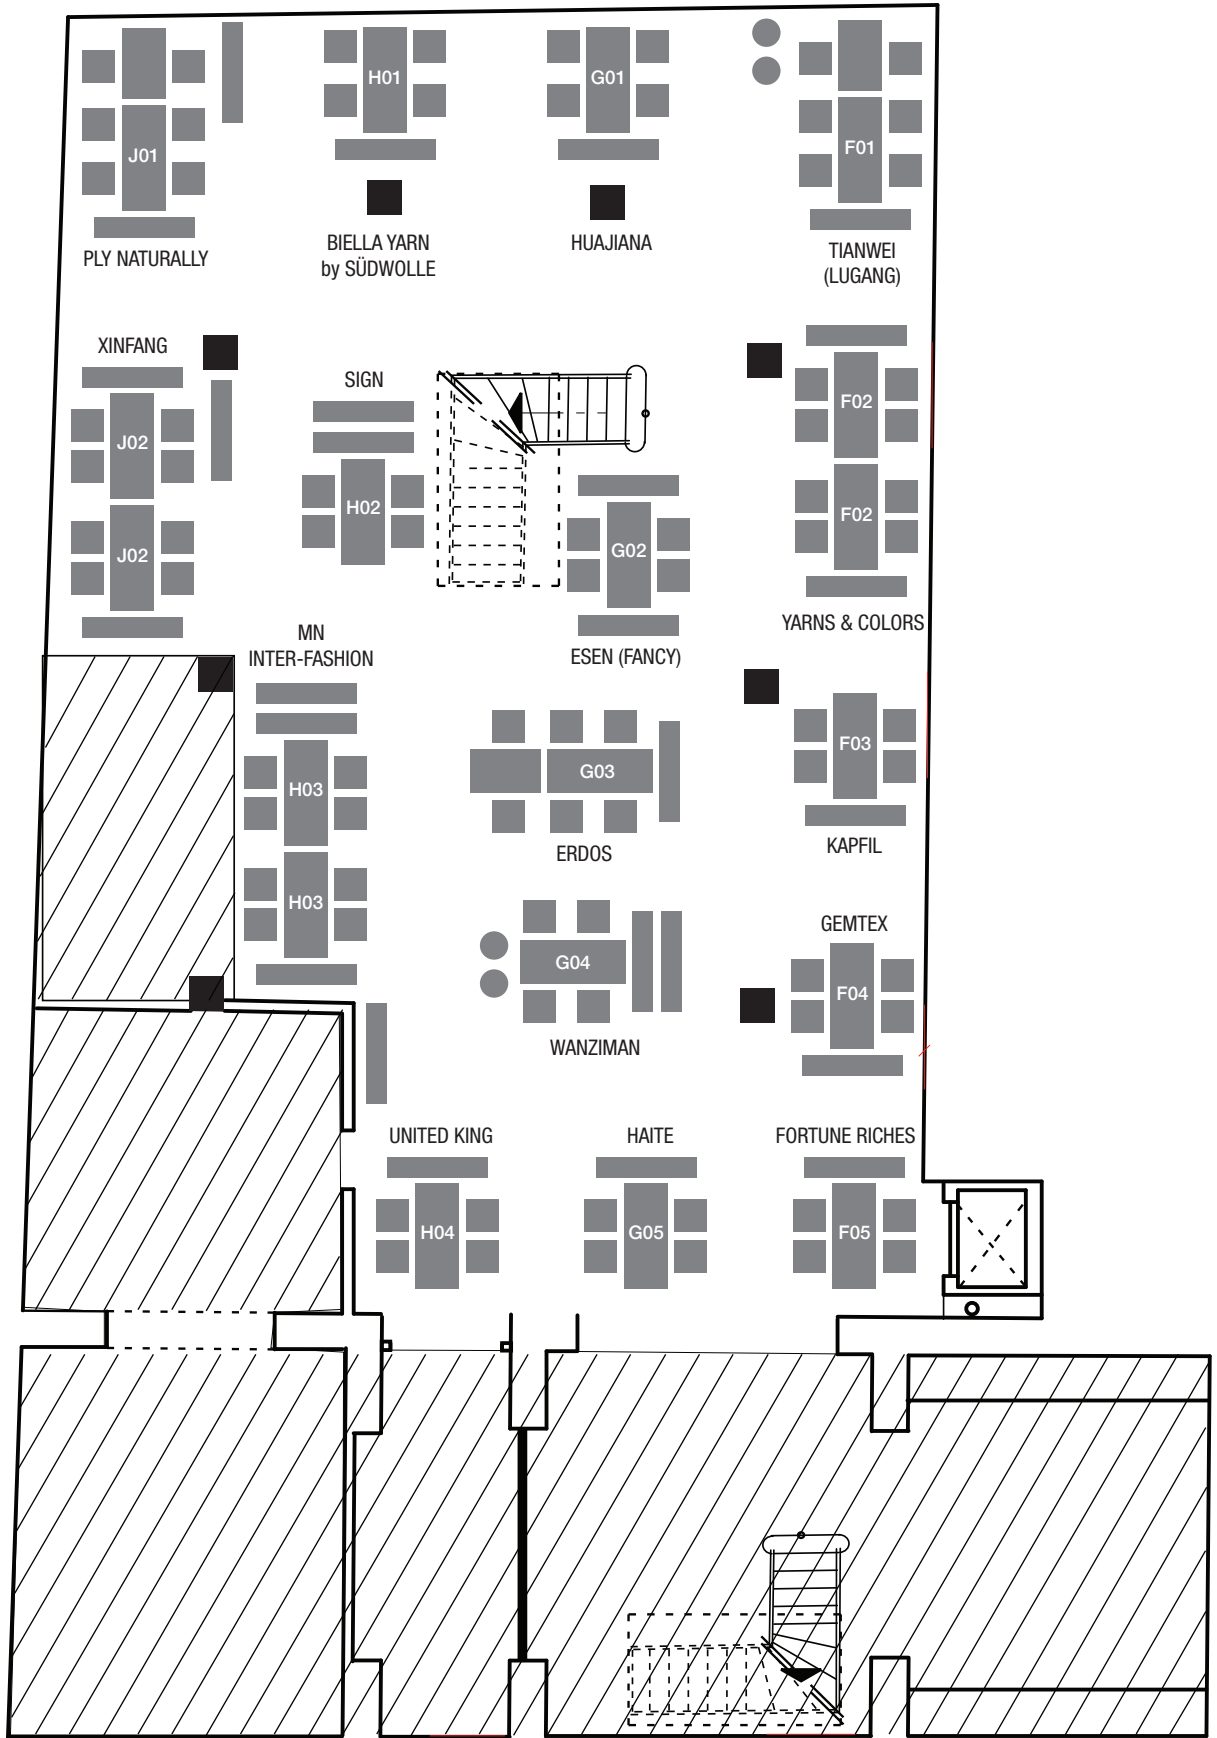 H01
G01
J01
F01
PLY NATURALLY
BIELLA YARN
by SÜDWOLLE
HUAJIANA
TIANWEI
(LUGANG)
XINFANG
SIGN
J02
H02
F02
J02
G02
F02
MN
INTER-FASHION
ESEN (FANCY)
YARNS & COLORS
H03
G03
F03
ERDOS
KAPFIL
H03
G04
GEMTEX
F04
WANZIMAN
UNITED KING
HAITE
FORTUNE RICHES
H04
G05
F05